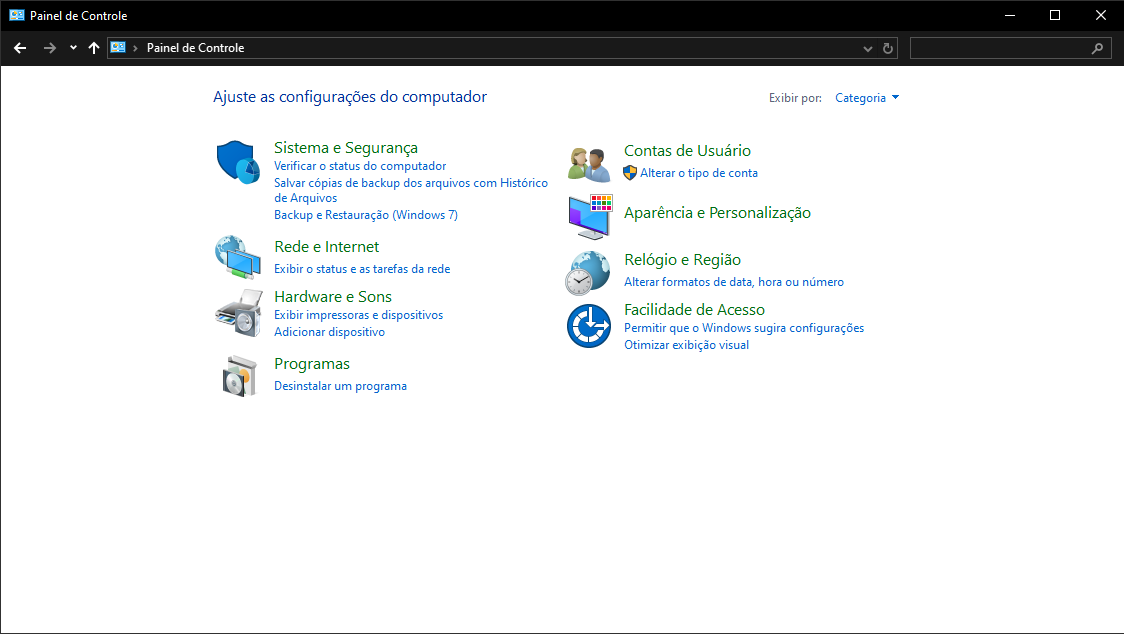 Painel de Controle
Painel de Controle
Ajuste as configurações do computador
Exibir por:
Categoria
Sistema e Segurança
Verificar o status do computador
Salvar cópias de backup dos arquivos com Histórico
de Arquivos
Backup e Restauração (Windows 7)
Rede e Internet
Exibir o status e as tarefas da rede
Hardware e Sons
Exibir impressoras e dispositivos
Adicionar dispositivo
Programas
Desinstalar um programa
Contas de Usuário
Alterar o tipo de conta
Aparência e Personalização
Relógio e Região
Alterar formatos de data, hora ou número
Facilidade de Acesso
Permitir que o Windows sugira configurações
Otimizar exibição visual